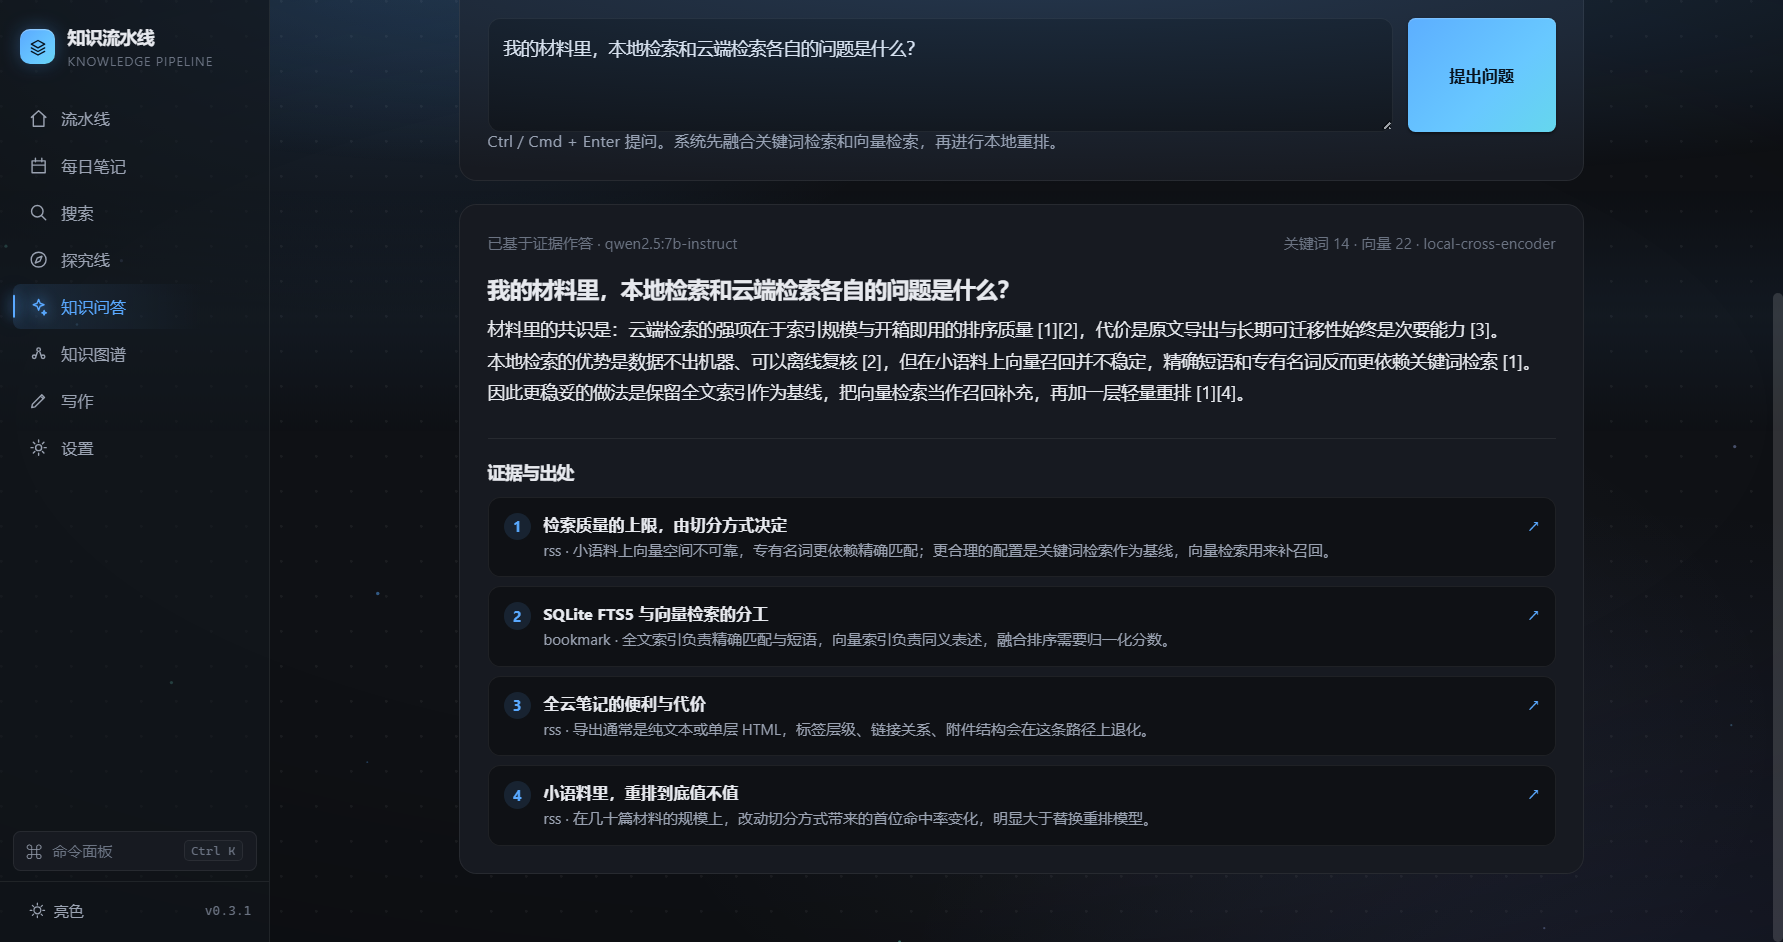 知识流水线
KNOWLEDGE PIPELINE
流水线
每日笔记
搜索
探究线
知识问答
知识图谱
写作
设置
命令面板
Ctrl K
亮色
v0.3.1
我的材料里，本地检索和云端检索各自的问题是什么？
提出问题
Ctrl / Cmd + Enter 提问。系统先融合关键词检索和向量检索，再进行本地重排。
已基于证据作答 · qwen2.5:7b-instruct
关键词 14 · 向量 22 · local-cross-encoder
我的材料里，本地检索和云端检索各自的问题是什么？
材料里的共识是：云端检索的强项在于索引规模与开箱即用的排序质量 [1][2]，代价是原文导出与长期可迁移性始终是次要能力 [3]。
本地检索的优势是数据不出机器、可以离线复核 [2]，但在小语料上向量召回并不稳定，精确短语和专有名词反而更依赖关键词检索 [1]。
因此更稳妥的做法是保留全文索引作为基线，把向量检索当作召回补充，再加一层轻量重排 [1][4]。
证据与出处
1
检索质量的上限，由切分方式决定
rss · 小语料上向量空间不可靠，专有名词更依赖精确匹配；更合理的配置是关键词检索作为基线，向量检索用来补召回。
2
SQLite FTS5 与向量检索的分工
bookmark · 全文索引负责精确匹配与短语，向量索引负责同义表述，融合排序需要归一化分数。
3
全云笔记的便利与代价
rss · 导出通常是纯文本或单层 HTML，标签层级、链接关系、附件结构会在这条路径上退化。
4
小语料里，重排到底值不值
rss · 在几十篇材料的规模上，改动切分方式带来的首位命中率变化，明显大于替换重排模型。